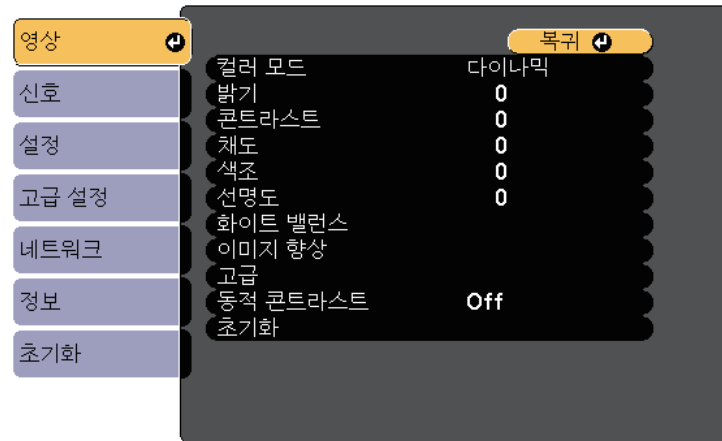 영상
신호
설정
고급 설정
네트워크
정보
초기화
복귀
컬러 모드 다이나믹
밝기 0
콘트라스트 0
채도 0
색조 0
선명도 0
화이트 밸런스
이미지 향상
고급
동적 콘트라스트 Off
초기화